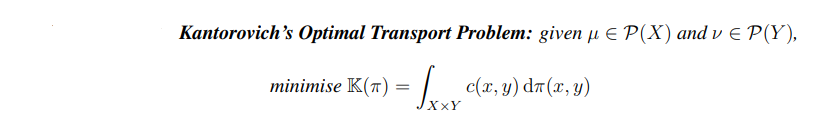 Kantorovich's Optimal Transport Problem: given μ ∈ P(X) and ν ∈ P(Y),
minimise 𝕂(π) = ∫_{X×Y} c(x, y) dπ(x, y)